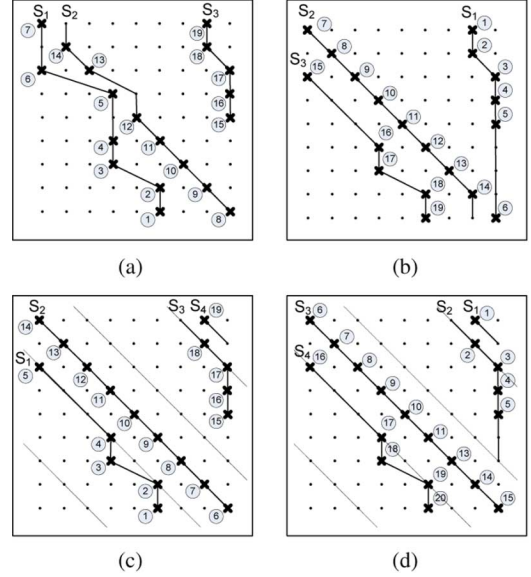 S1 S2 S3
7 19
14 13 18
6 17
5 16
12 15
4 11
3 10
2 9
1 8
(a)
S2 S1
7 1
8 2
S3 15 9 3
10 4
11 5
16 12
17 13
18 14
19 6
(b)
S2 S3 S4 19
14
13 18
S1 12 17
5 11 16
10 15
4 9
3 8
2 7
1 6
(c)
S3 6 S2 S1 1
7 2
S4 16 8 3
9 4
10 5
17 11
18 13
19 14
20 15
(d)